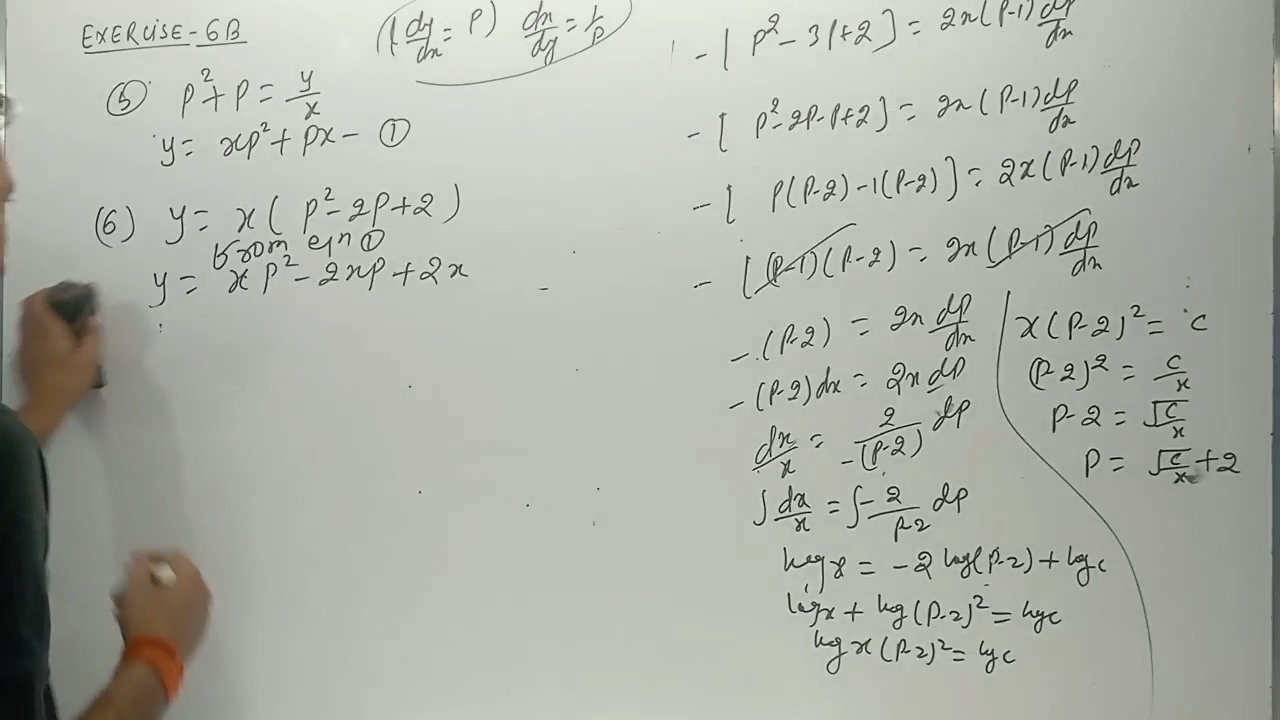 EXERCISE-6B
(dy/dx = P) dx/dy = 1/P
(5) P² + P = y/x
y = xp² + px - ①
(6) y = x( p² - 2p + 2 )
from eqn ①
y = xp² - 2xp + 2x
- [ p² - 3p + 2 ] = 2x(P-1) dp/dx
- [ p² - 2p - p + 2 ] = 2x(P-1) dp/dx
- [ P(P-2) - 1(P-2) ] = 2x(P-1) dp/dx
- [ (P-1)(P-2) = 2x(P-1) dp/dx
- (P-2) = 2x dp/dx
- (P-2)dx = 2x dp
dx/x = 2/-(P-2) dp
∫ dx/x = ∫ -2/P-2 dp
log x = -2 log(P-2) + log c
log x + log (P-2)² = log c
log x (P-2)² = log c
x(P-2)² = c
(P-2)² = c/x
P-2 = √c/x
P = √c/x + 2